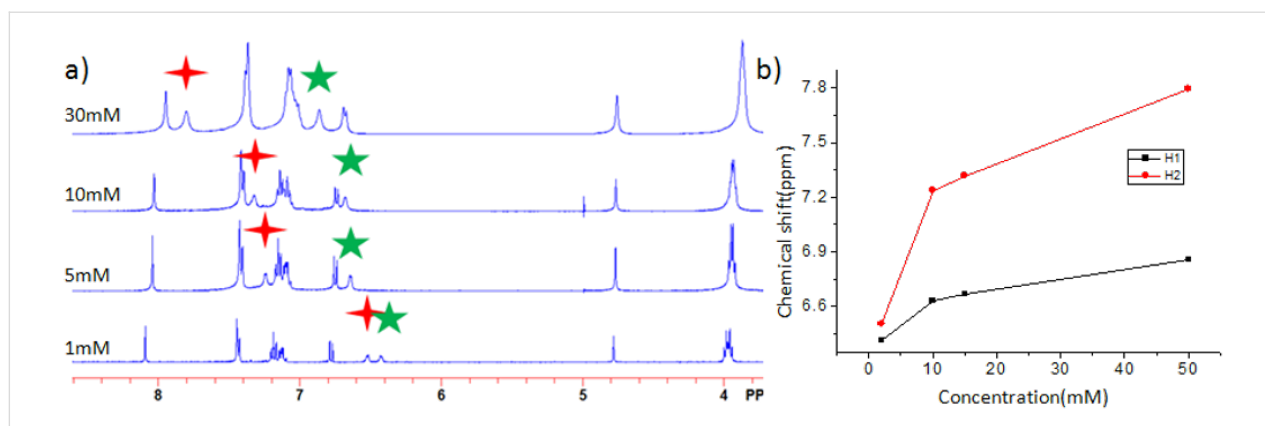 a)
30mM
10mM
5mM
1mM
8
7
6
5
4
PP
b)
Chemical shift(ppm)
7.8
7.5
7.2
6.9
6.6
H1
H2
0
10
20
30
40
50
Concentration(mM)